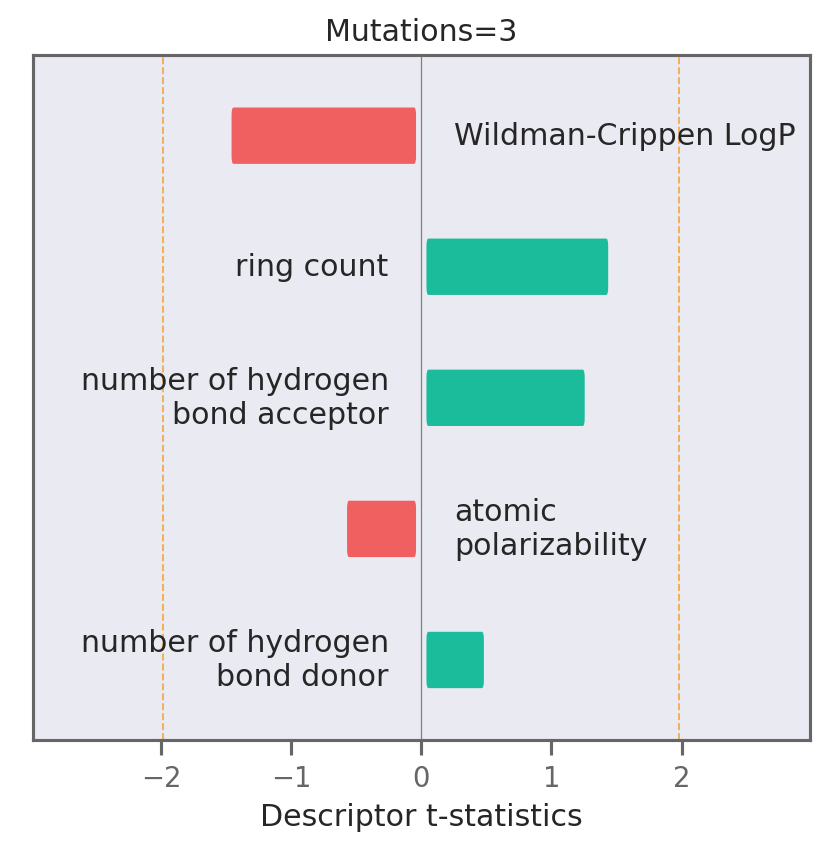 Mutations=3
Wildman-Crippen LogP
ring count
number of hydrogen
bond acceptor
atomic
polarizability
number of hydrogen
bond donor
−2 −1 0 1 2
Descriptor t-statistics